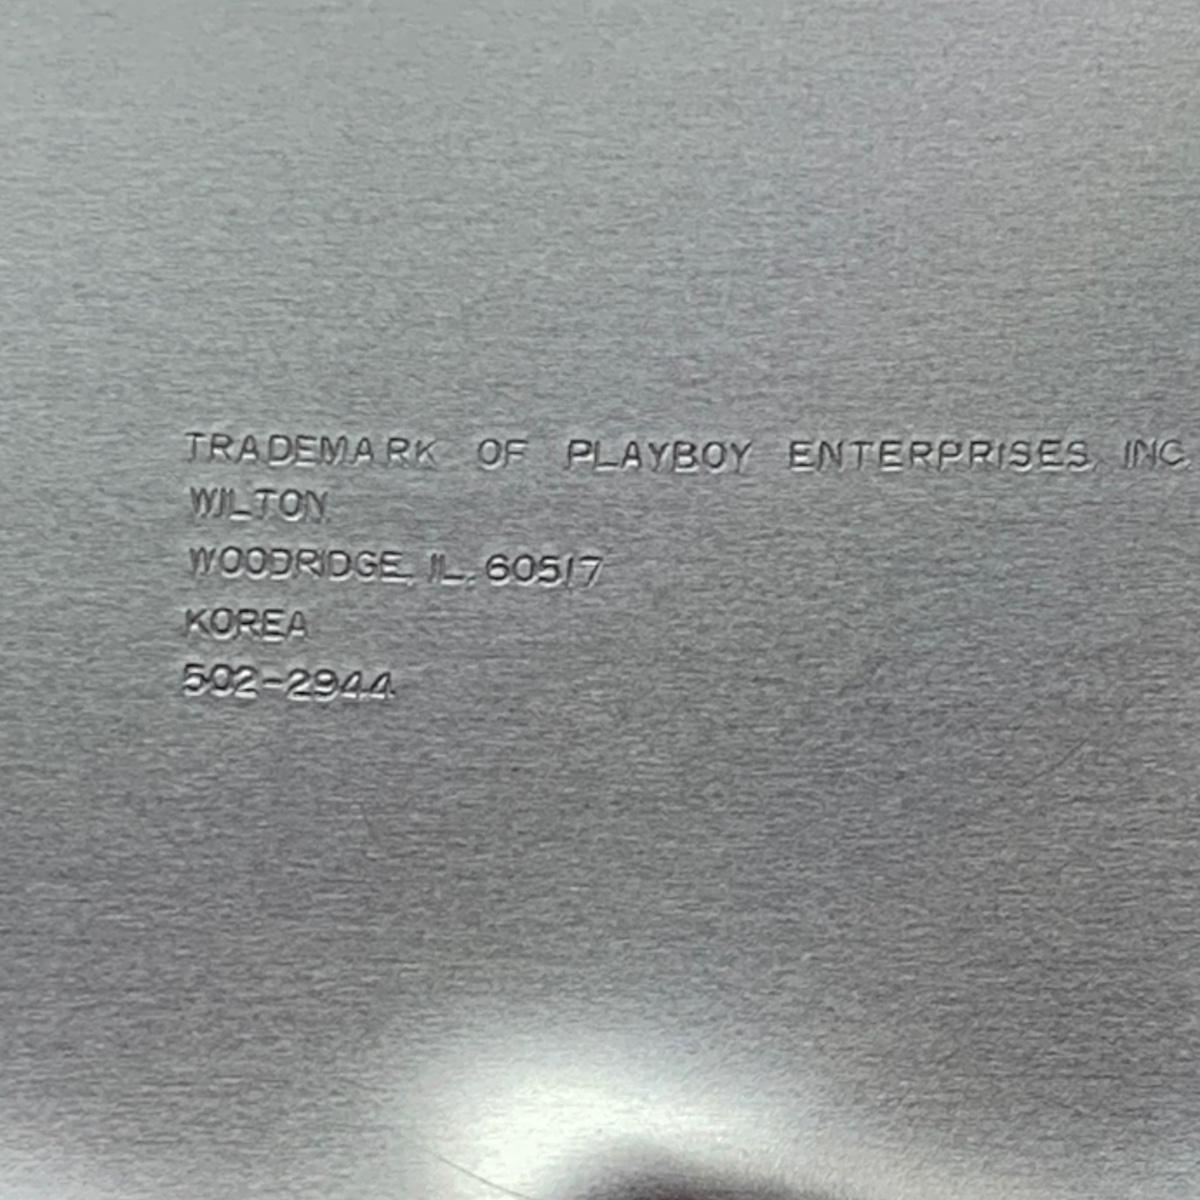 TRADEMARK OF PLAYBOY ENTERPRISES, INC.
WILTON
WOODRIDGE, IL. 60517
KOREA
502-2944